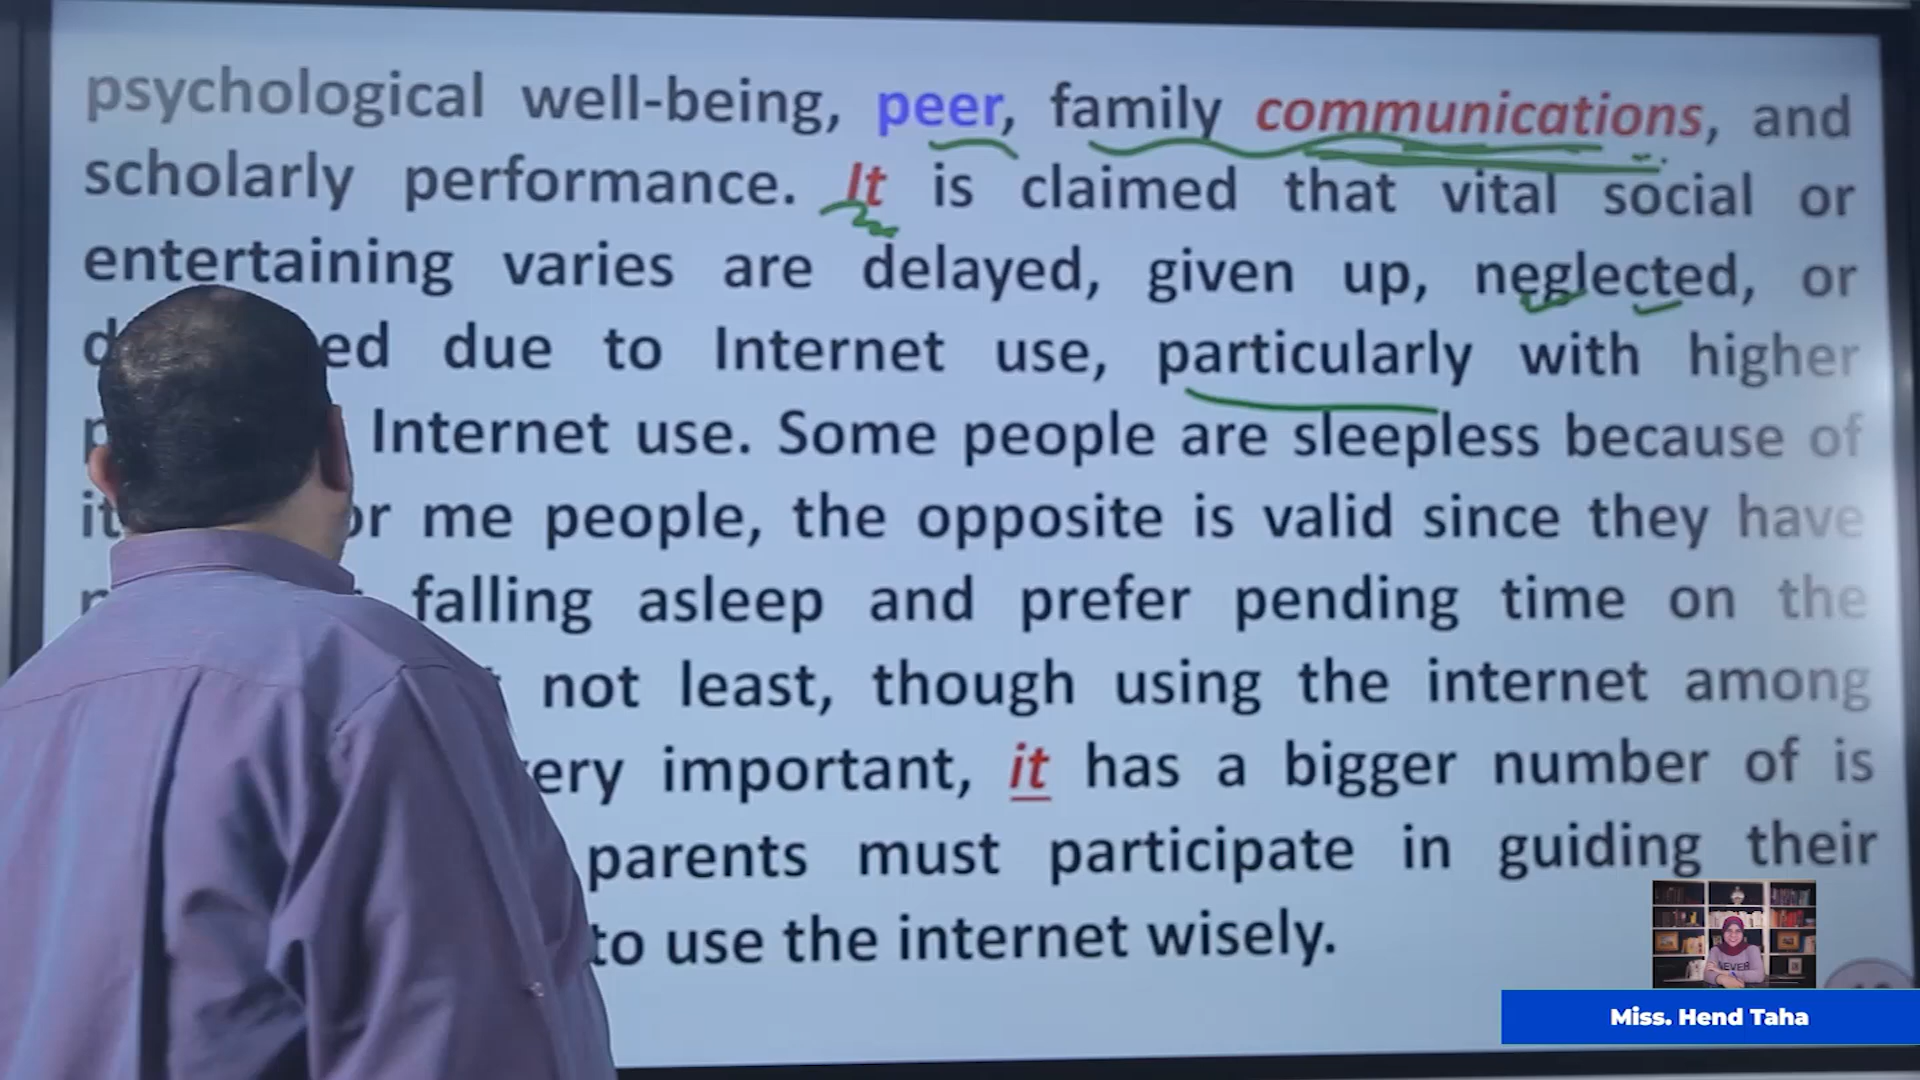 psychological well-being, peer, family communications, and
scholarly performance. It is claimed that vital social or
entertaining varies are delayed, given up, neglected, or
due to Internet use, particularly with higher
Internet use. Some people are sleepless because of
me people, the opposite is valid since they have
falling asleep and prefer pending time on the
not least, though using the internet among
important, it has a bigger number of is
parents must participate in guiding their
to use the internet wisely.
Miss. Hend Taha